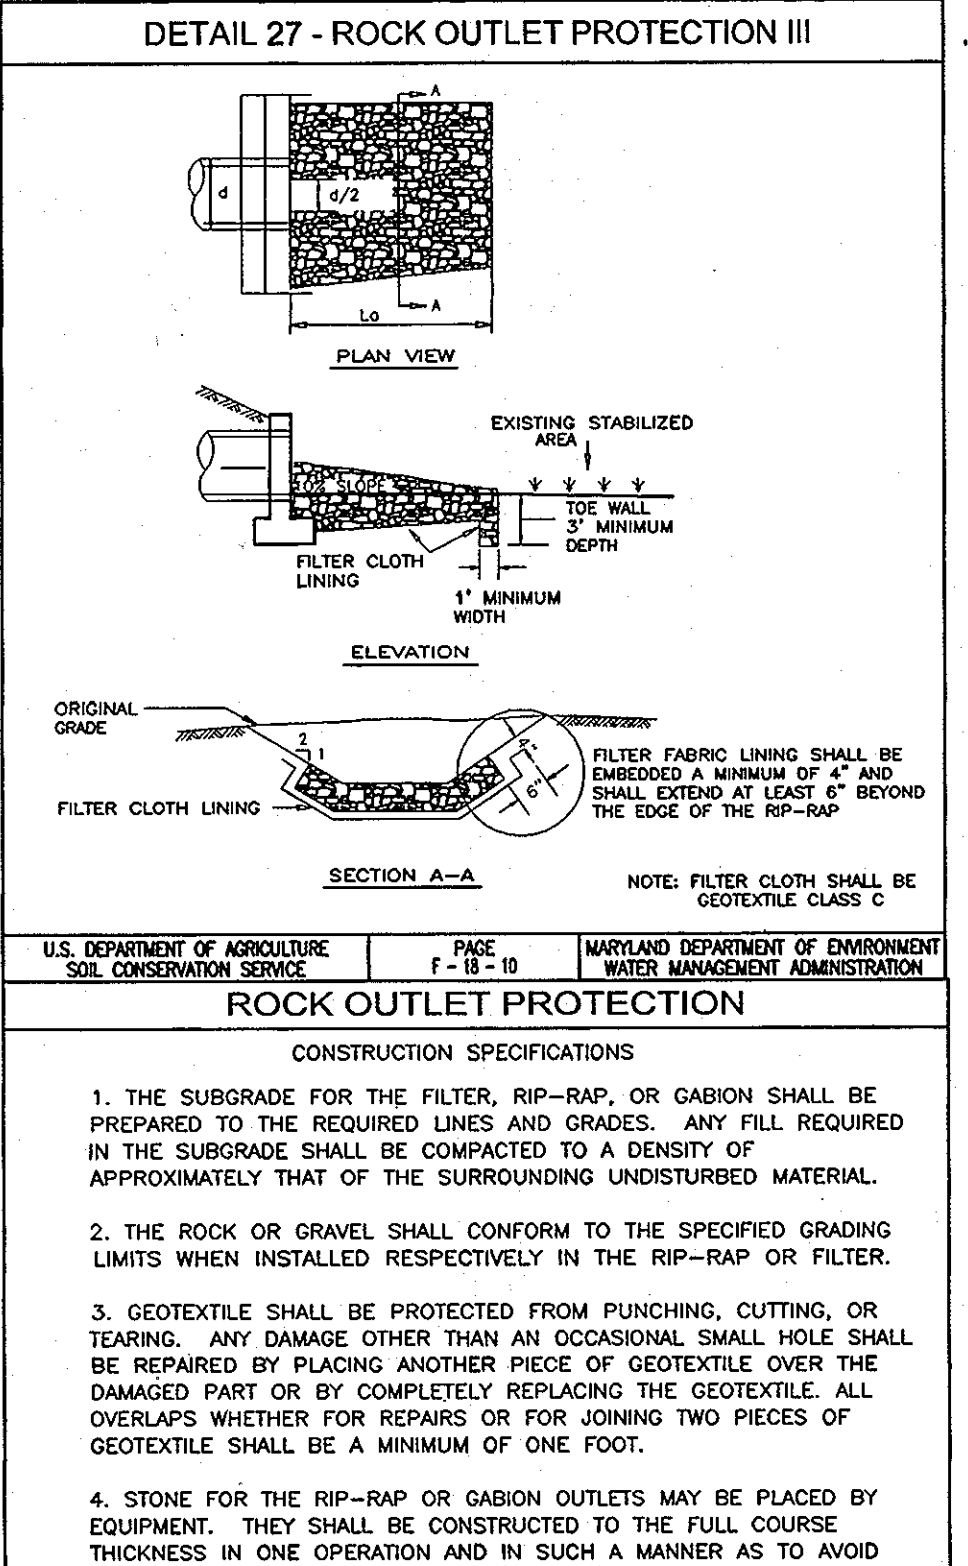 DETAIL 27 - ROCK OUTLET PROTECTION III
A
d
d/2
A
La
PLAN VIEW
EXISTING STABILIZED
AREA
10% SLOPE
TOE WALL
3' MINIMUM
DEPTH
FILTER CLOTH
LINING
1' MINIMUM
WIDTH
ELEVATION
ORIGINAL
GRADE
2
1
4"
6"
FILTER FABRIC LINING SHALL BE
EMBEDDED A MINIMUM OF 4" AND
SHALL EXTEND AT LEAST 6" BEYOND
THE EDGE OF THE RIP-RAP
FILTER CLOTH LINING
SECTION A-A
NOTE: FILTER CLOTH SHALL BE
GEOTEXTILE CLASS C
U.S. DEPARTMENT OF AGRICULTURE
SOIL CONSERVATION SERVICE
PAGE
F - 18 - 10
MARYLAND DEPARTMENT OF ENVIRONMENT
WATER MANAGEMENT ADMINISTRATION
ROCK OUTLET PROTECTION
CONSTRUCTION SPECIFICATIONS
1. THE SUBGRADE FOR THE FILTER, RIP-RAP, OR GABION SHALL BE
PREPARED TO THE REQUIRED LINES AND GRADES. ANY FILL REQUIRED
IN THE SUBGRADE SHALL BE COMPACTED TO A DENSITY OF
APPROXIMATELY THAT OF THE SURROUNDING UNDISTURBED MATERIAL.
2. THE ROCK OR GRAVEL SHALL CONFORM TO THE SPECIFIED GRADING
LIMITS WHEN INSTALLED RESPECTIVELY IN THE RIP-RAP OR FILTER.
3. GEOTEXTILE SHALL BE PROTECTED FROM PUNCHING, CUTTING, OR
TEARING. ANY DAMAGE OTHER THAN AN OCCASIONAL SMALL HOLE SHALL
BE REPAIRED BY PLACING ANOTHER PIECE OF GEOTEXTILE OVER THE
DAMAGED PART OR BY COMPLETELY REPLACING THE GEOTEXTILE. ALL
OVERLAPS WHETHER FOR REPAIRS OR FOR JOINING TWO PIECES OF
GEOTEXTILE SHALL BE A MINIMUM OF ONE FOOT.
4. STONE FOR THE RIP-RAP OR GABION OUTLETS MAY BE PLACED BY
EQUIPMENT. THEY SHALL BE CONSTRUCTED TO THE FULL COURSE
THICKNESS IN ONE OPERATION AND IN SUCH A MANNER AS TO AVOID